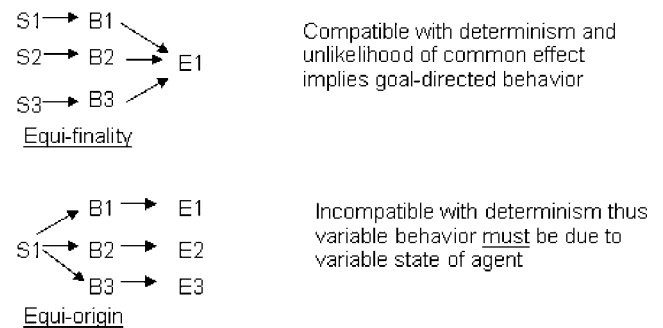 S1 B1
S2 B2 E1
S3 B3
Equi-finality
Compatible with determinism and
unlikelihood of common effect
implies goal-directed behavior
B1 E1
S1 B2 E2
B3 E3
Equi-origin
Incompatible with determinism thus
variable behavior must be due to
variable state of agent